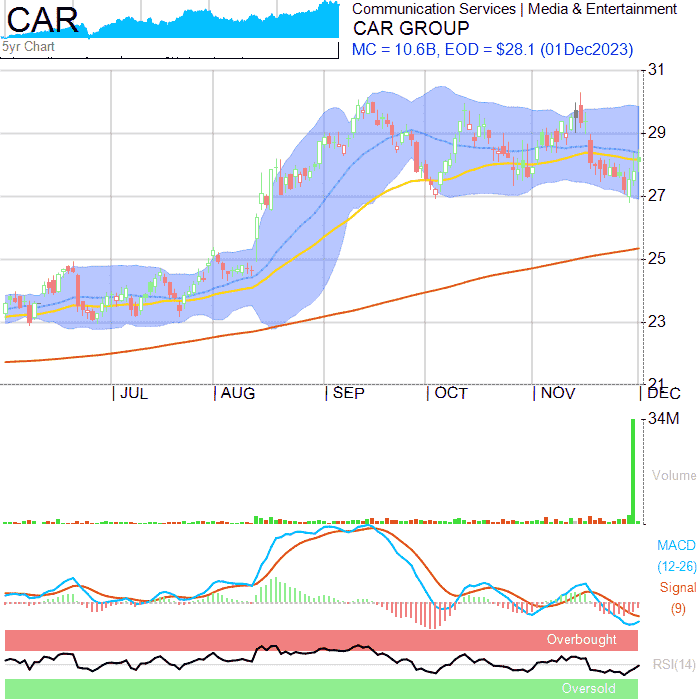 CAR
Communication Services | Media & Entertainment
CAR GROUP
5yr Chart
MC = 10.6B, EOD = $28.1 (01Dec2023)
31
29
27
25
23
21
JUL
AUG
SEP
OCT
NOV
DEC
34M
Volume
MACD
(12-26)
Signal
(9)
Overbought
RSI(14)
Oversold